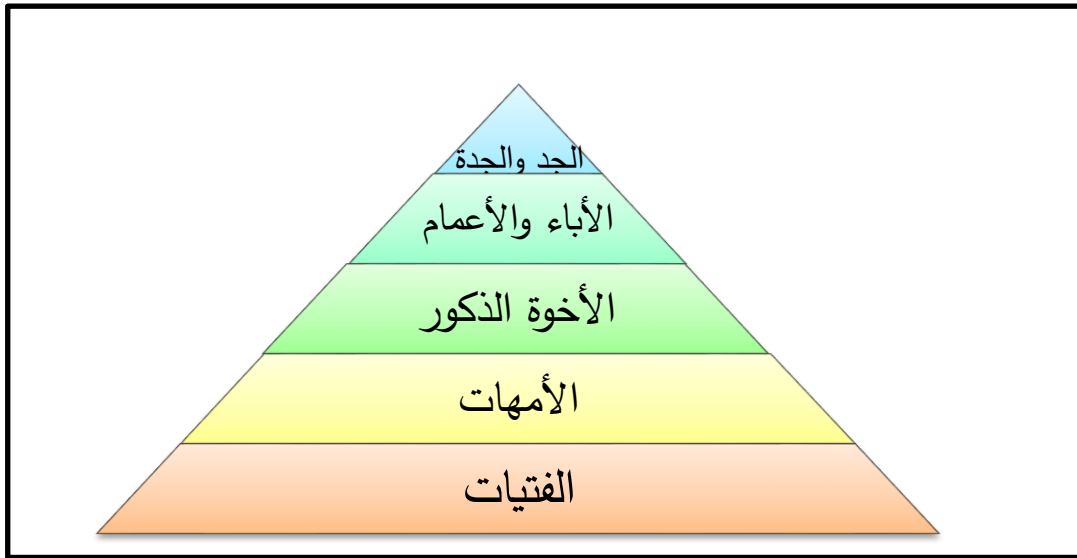 الجد والجدة
الأباء والأعمام
الأخوة الذكور
الأمهات
الفتيات